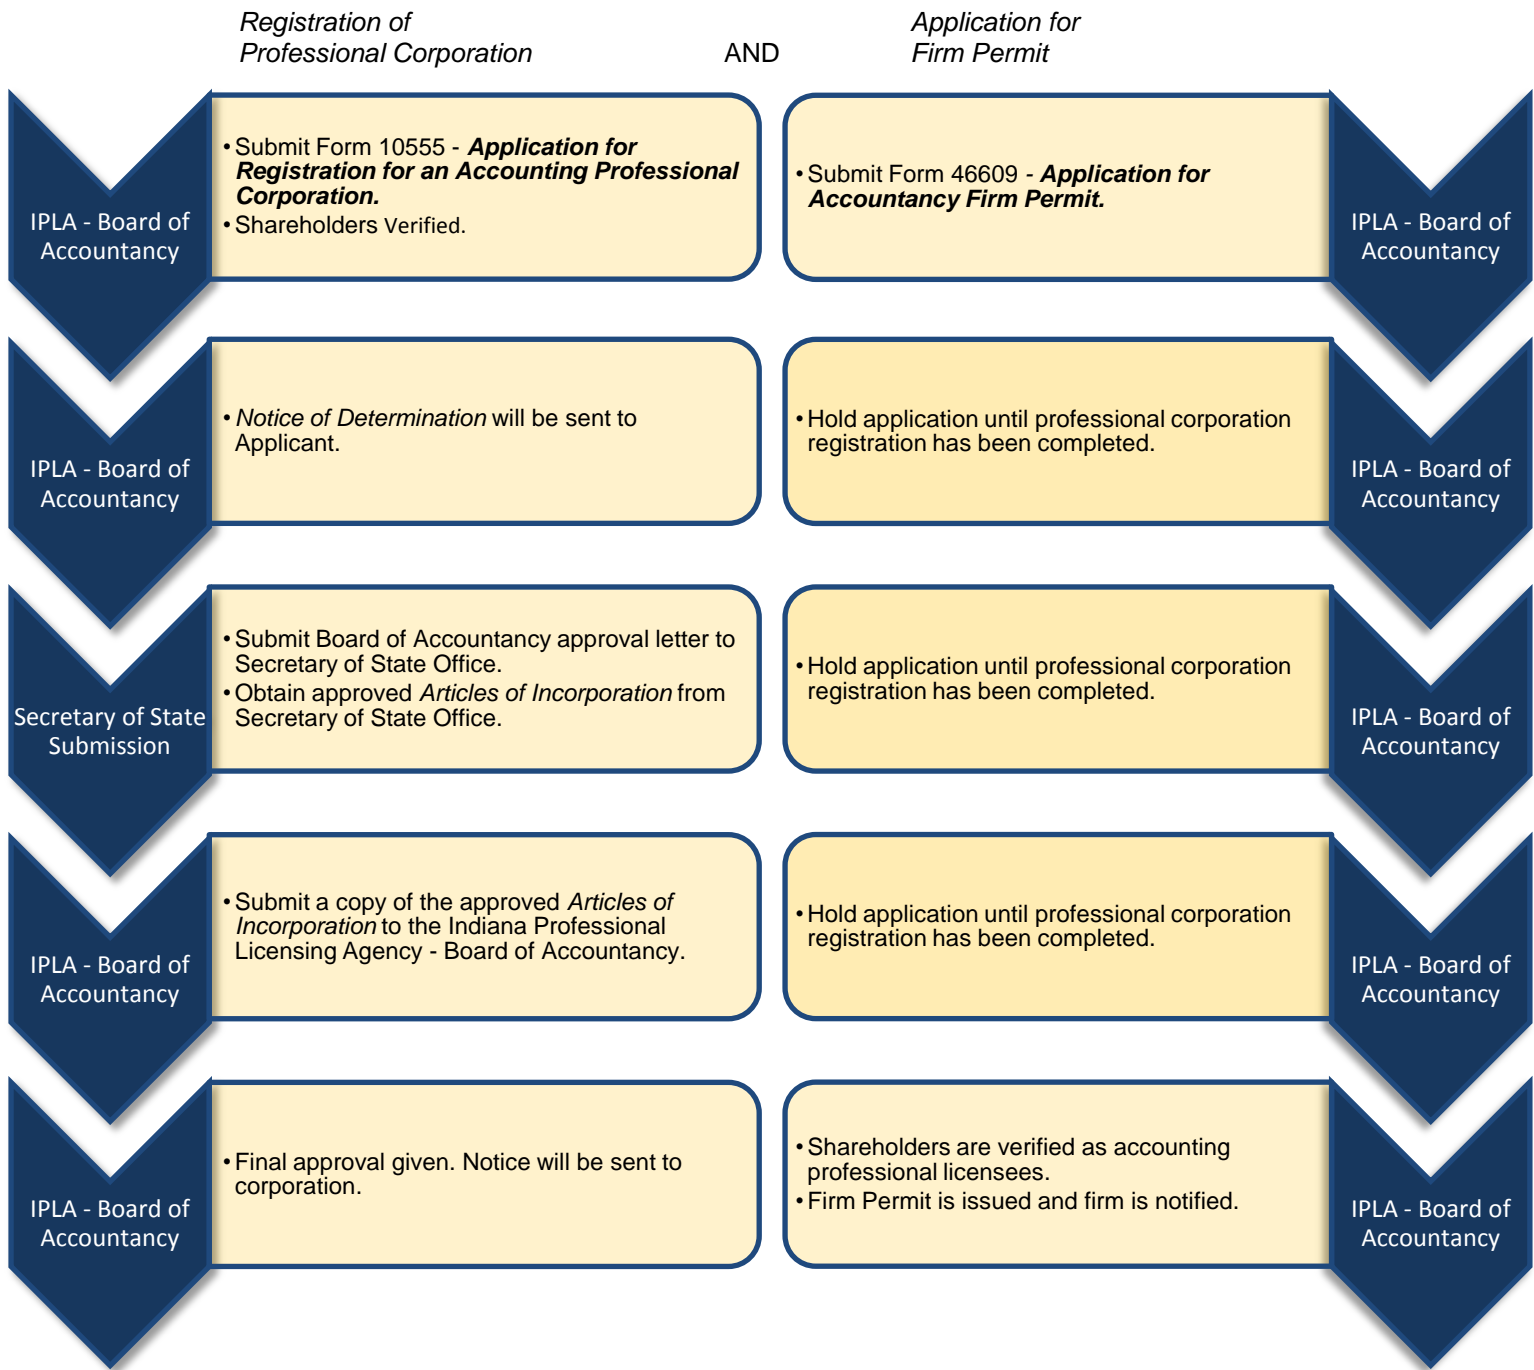 Registration of
Professional Corporation
AND
Application for
Firm Permit
IPLA - Board of
Accountancy
• Submit Form 10555 - Application for
Registration for an Accounting Professional
Corporation.
• Shareholders Verified.
• Submit Form 46609 - Application for
Accountancy Firm Permit.
IPLA - Board of
Accountancy
IPLA - Board of
Accountancy
• Notice of Determination will be sent to
Applicant.
• Hold application until professional corporation
registration has been completed.
IPLA - Board of
Accountancy
Secretary of State
Submission
• Submit Board of Accountancy approval letter to
Secretary of State Office.
• Obtain approved Articles of Incorporation from
Secretary of State Office.
• Hold application until professional corporation
registration has been completed.
IPLA - Board of
Accountancy
IPLA - Board of
Accountancy
• Submit a copy of the approved Articles of
Incorporation to the Indiana Professional
Licensing Agency - Board of Accountancy.
• Hold application until professional corporation
registration has been completed.
IPLA - Board of
Accountancy
IPLA - Board of
Accountancy
• Final approval given. Notice will be sent to
corporation.
• Shareholders are verified as accounting
professional licensees.
• Firm Permit is issued and firm is notified.
IPLA - Board of
Accountancy